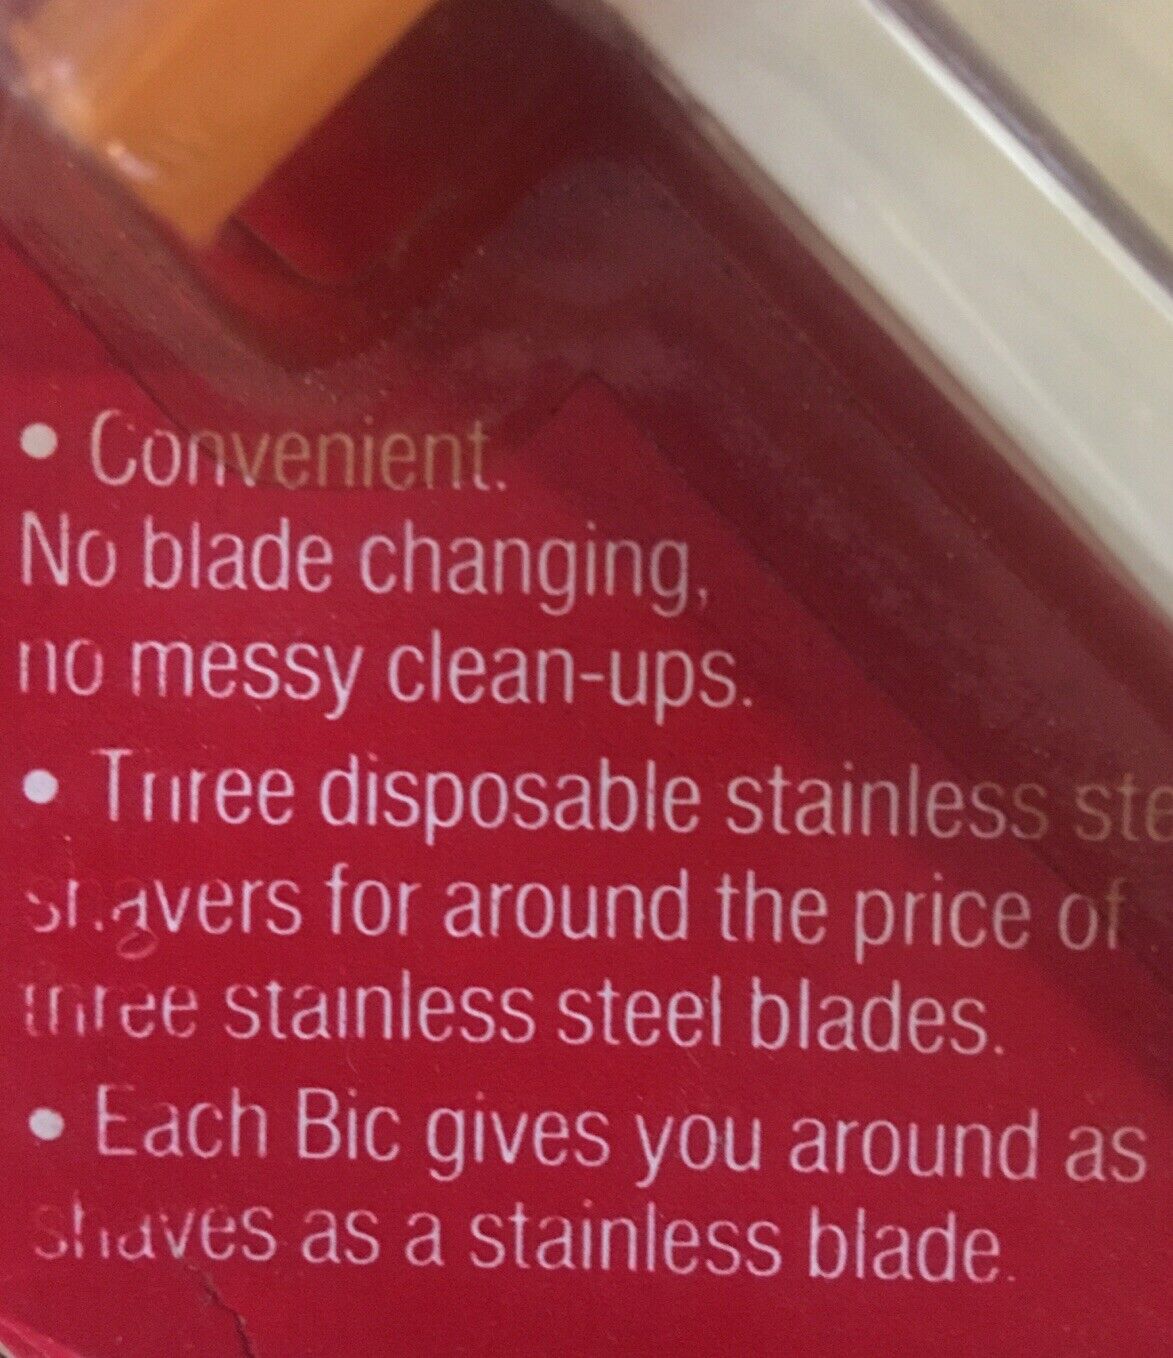 • Convenient.
No blade changing,
no messy clean-ups.
• Three disposable stainless ste
shavers for around the price of
three stainless steel blades.
• Each Bic gives you around as
shaves as a stainless blade.